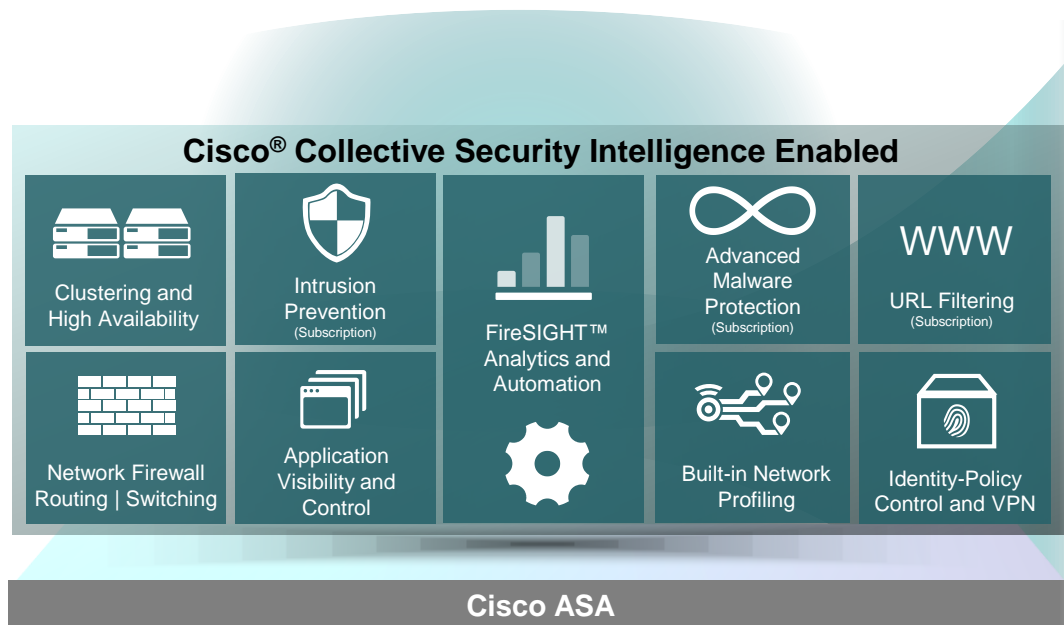 Cisco® Collective Security Intelligence Enabled
Clustering and
High Availability
Intrusion
Prevention
(Subscription)
FireSIGHT™
Analytics and
Automation
Advanced
Malware
Protection
(Subscription)
WWW
URL Filtering
(Subscription)
Network Firewall
Routing | Switching
Application
Visibility and
Control
Built-in Network
Profiling
Identity-Policy
Control and VPN
Cisco ASA